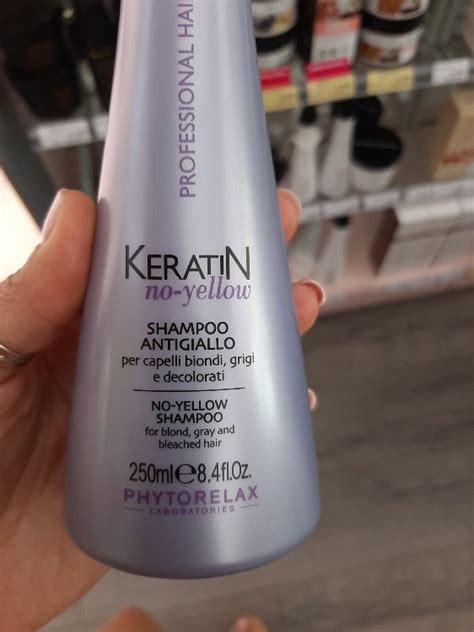 PROFESSIONAL HAI
KERATIN
no-yellow
SHAMPOO
ANTIGIALLO
per capelli biondi, grigi
e decolorati
NO-YELLOW
SHAMPOO
for blond, gray and
bleached hair
250ml℮8.4fl.Oz.
PHYTORELAX
LABORATORIES